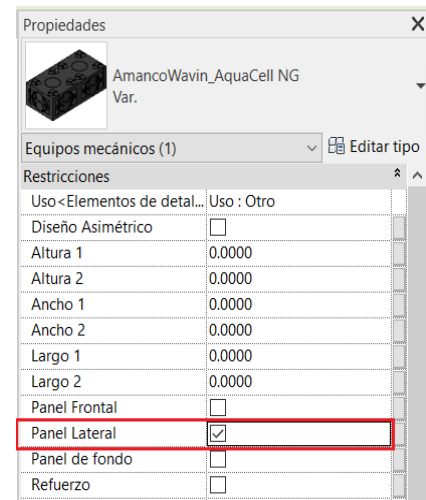 Propiedades
AmancoWavin_AquaCell NG
Var.
Equipos mecánicos (1)
Editar tipo
Restricciones
Uso<Elementos de detal... Uso : Otro
Diseño Asimétrico
Altura 1 0.0000
Altura 2 0.0000
Ancho 1 0.0000
Ancho 2 0.0000
Largo 1 0.0000
Largo 2 0.0000
Panel Frontal
Panel Lateral
Panel de fondo
Refuerzo